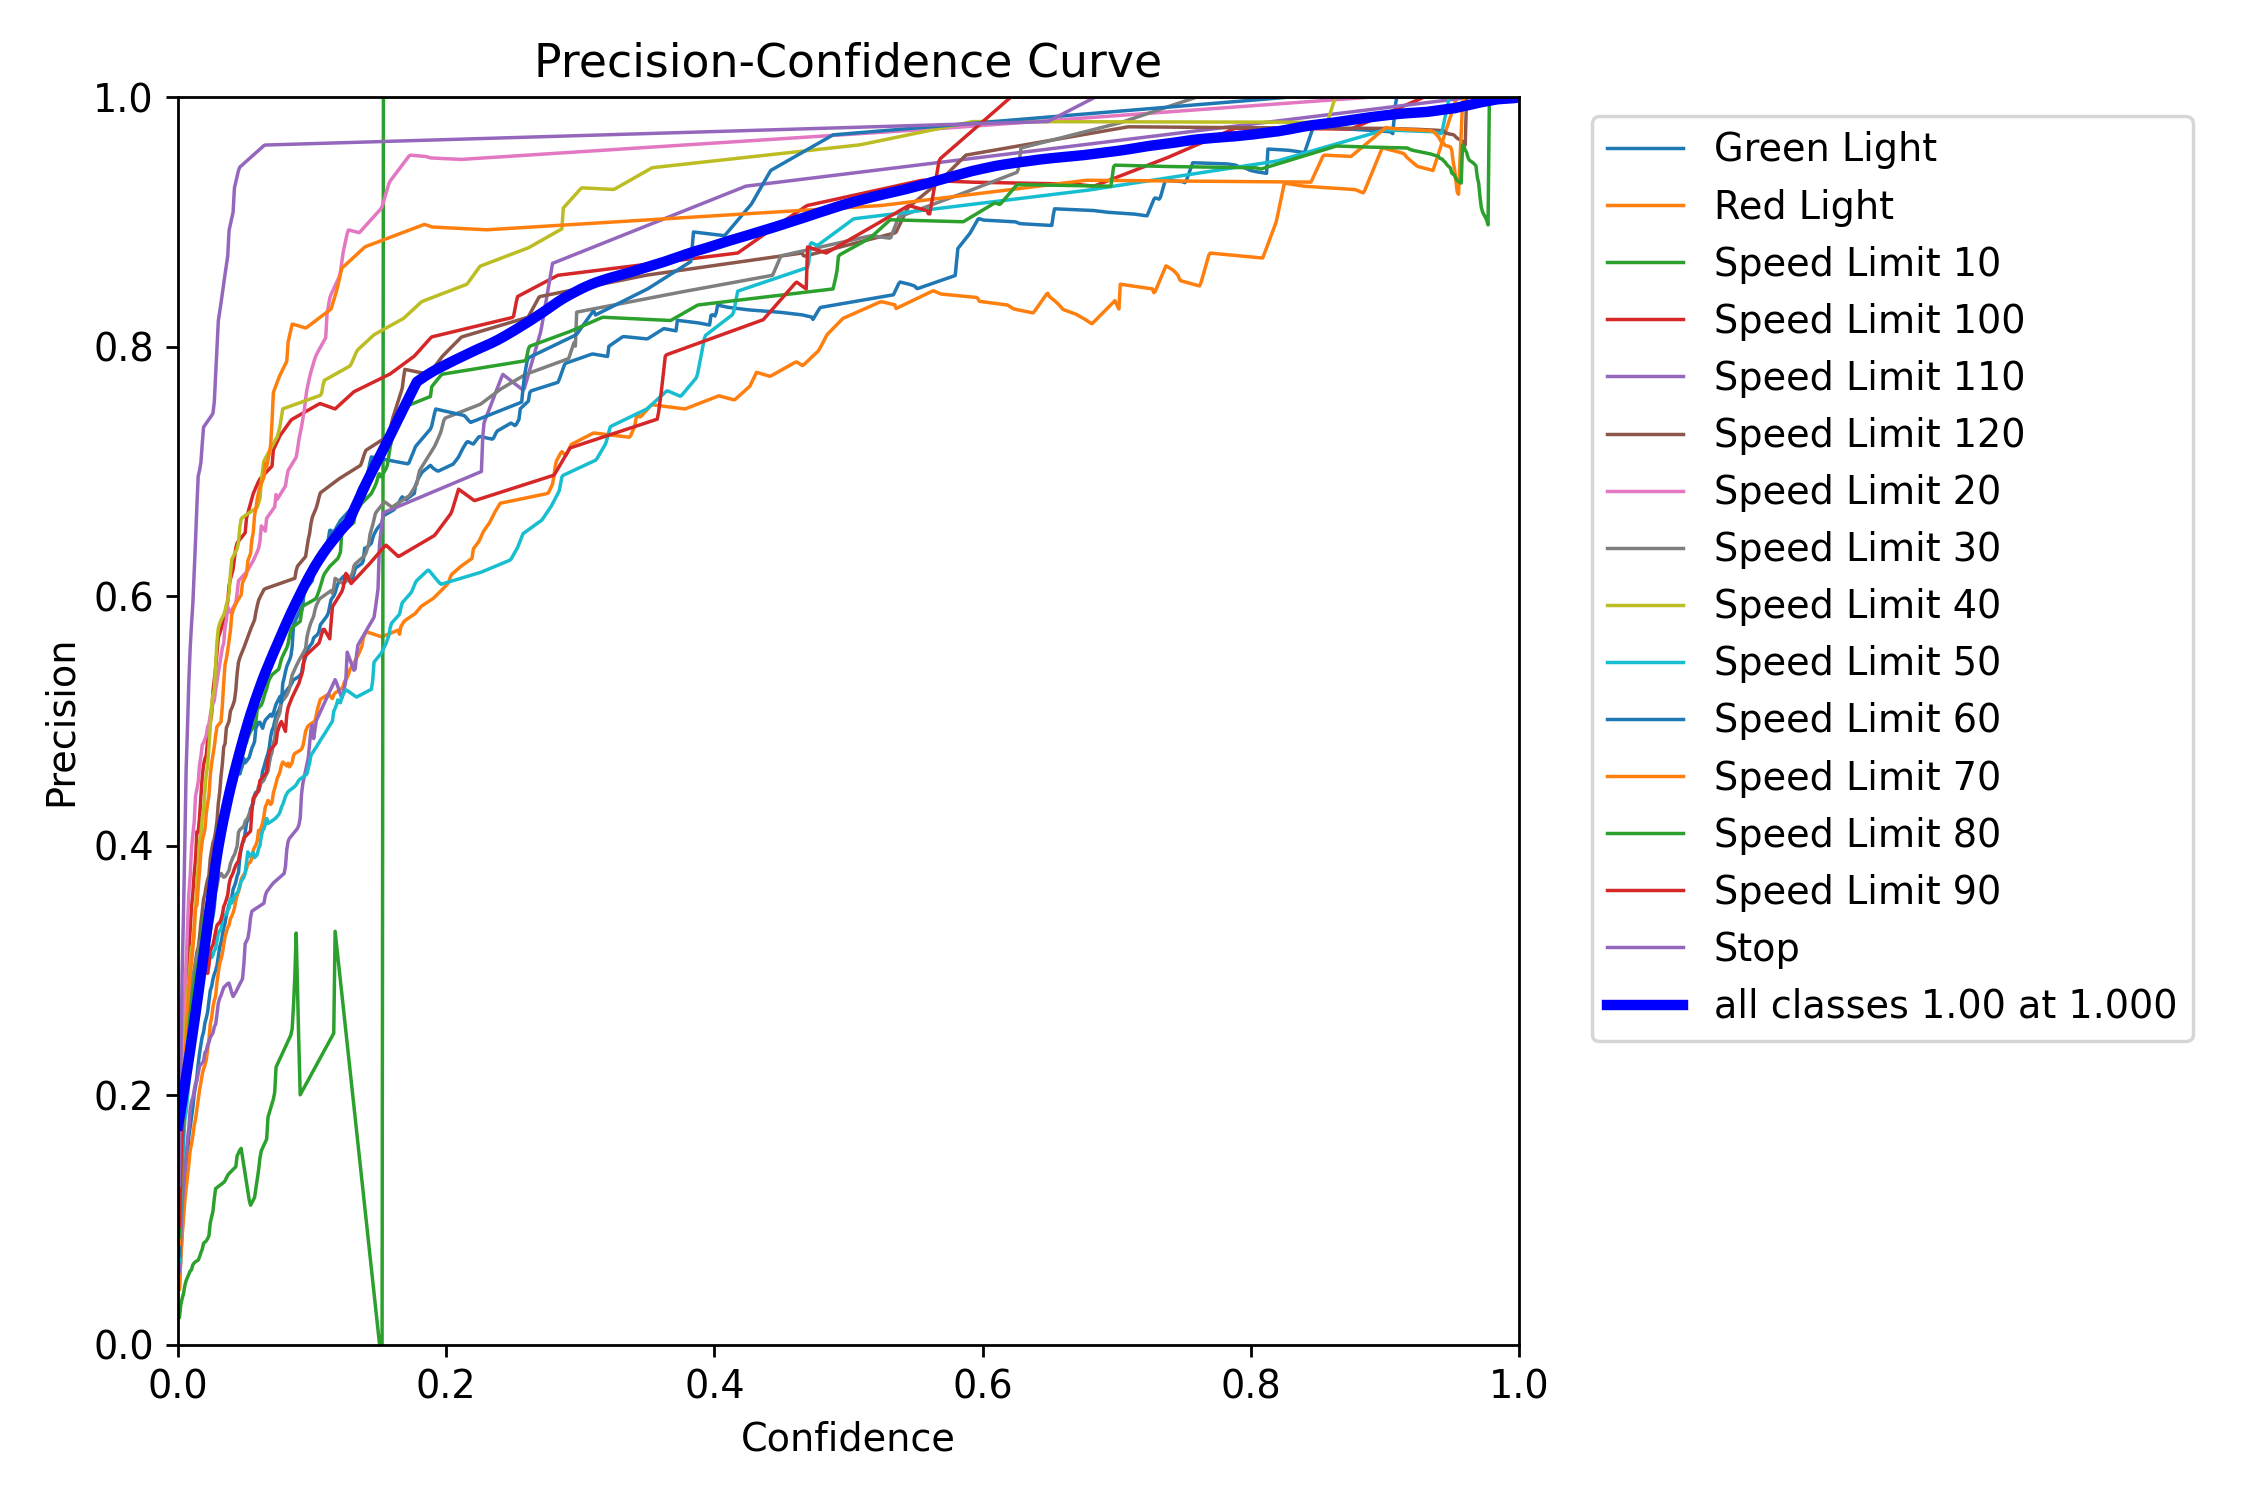 Precision-Confidence Curve
1.0
0.8
0.6
0.4
0.2
0.0
Precision
0.0 0.2 0.4 0.6 0.8 1.0
Confidence
Green Light
Red Light
Speed Limit 10
Speed Limit 100
Speed Limit 110
Speed Limit 120
Speed Limit 20
Speed Limit 30
Speed Limit 40
Speed Limit 50
Speed Limit 60
Speed Limit 70
Speed Limit 80
Speed Limit 90
Stop
all classes 1.00 at 1.000